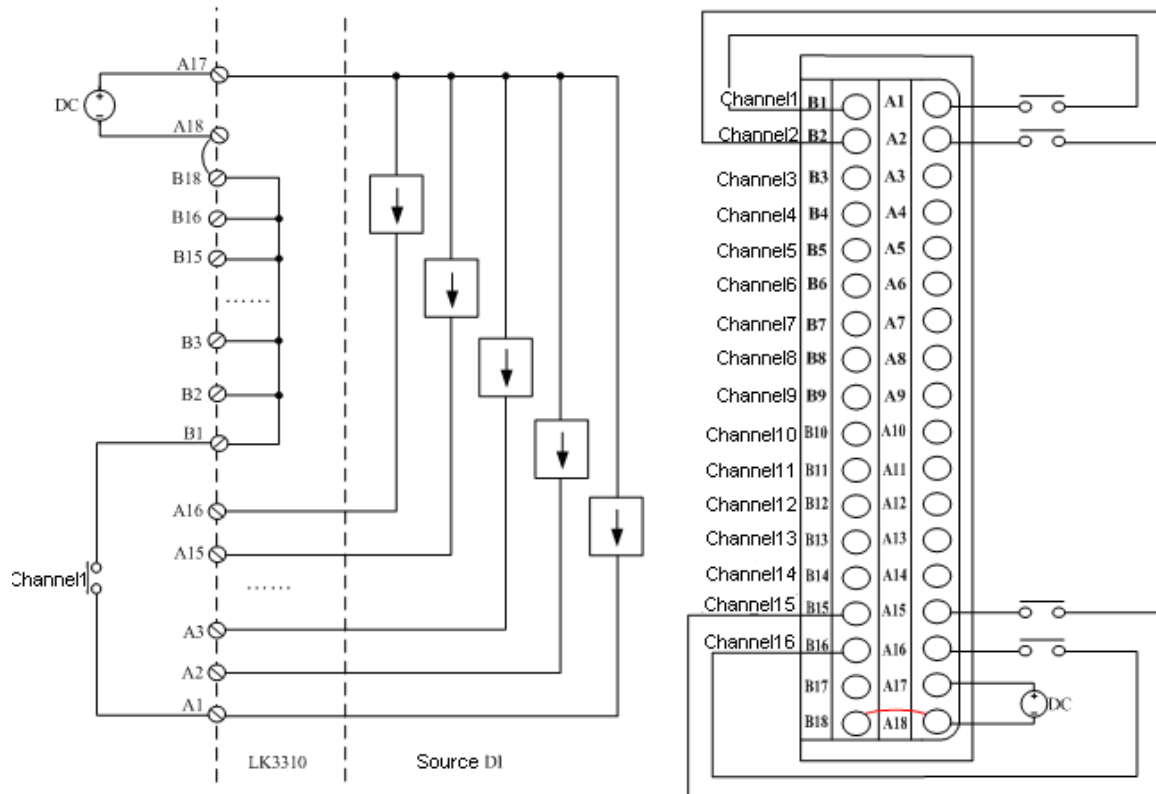 A17
+
DC
−
A18
B18
B16
B15
......
B3
B2
B1
A16
Channel1
A15
......
A3
A2
A1
LK3310
Source DI
Channel1 B1 A1
Channel2 B2 A2
Channel3 B3 A3
Channel4 B4 A4
Channel5 B5 A5
Channel6 B6 A6
Channel7 B7 A7
Channel8 B8 A8
Channel9 B9 A9
Channel10 B10 A10
Channel11 B11 A11
Channel12 B12 A12
Channel13 B13 A13
Channel14 B14 A14
Channel15 B15 A15
Channel16 B16 A16
B17 A17
+
DC
−
B18 A18